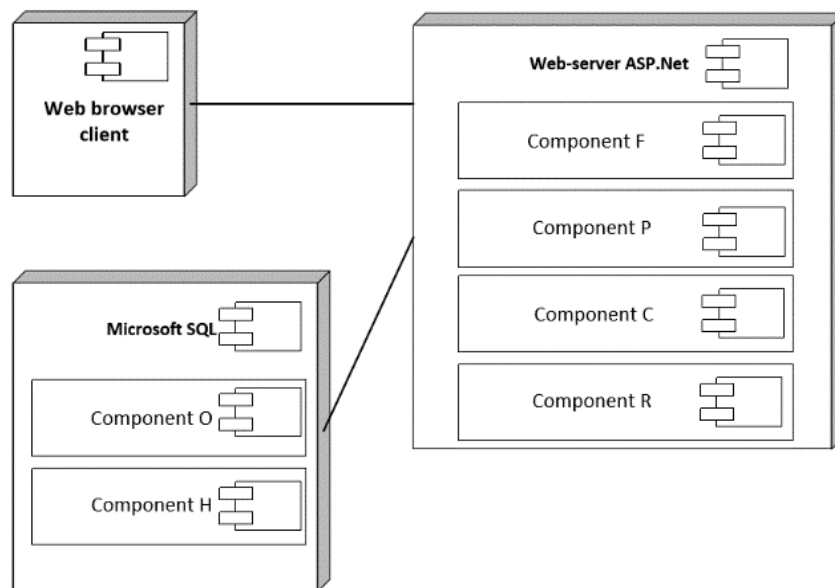 Web browser
client
Web-server ASP.Net
Component F
Component P
Component C
Component R
Microsoft SQL
Component O
Component H